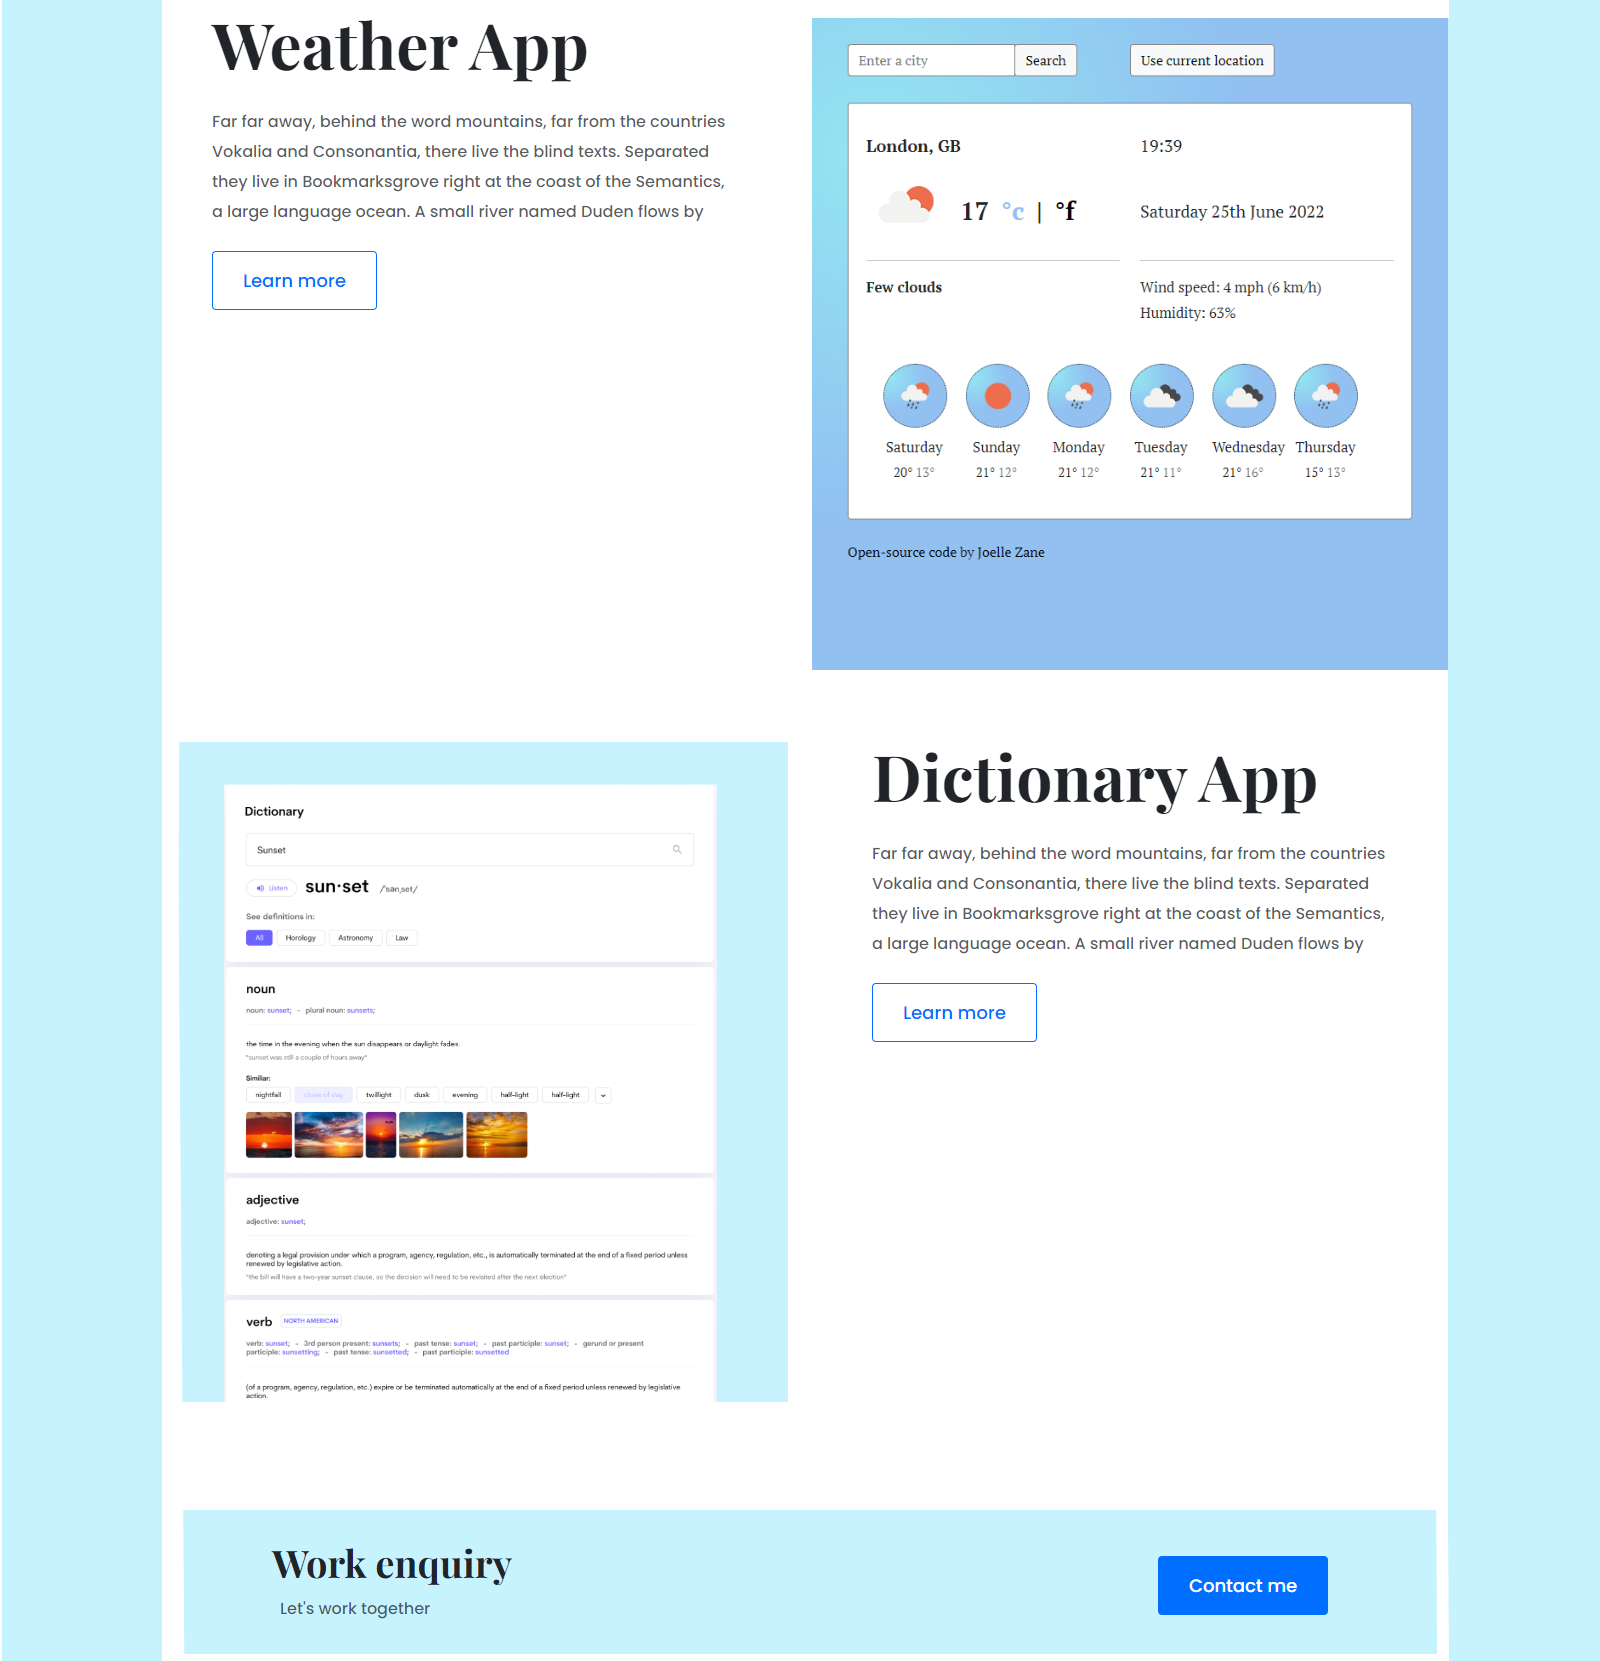 Weather App
Far far away, behind the word mountains, far from the countries
Vokalia and Consonantia, there live the blind texts. Separated
they live in Bookmarksgrove right at the coast of the Semantics,
a large language ocean. A small river named Duden flows by
Learn more
Enter a city
Search
Use current location
London, GB
19:39
17 °c | °f
Saturday 25th June 2022
Few clouds
Wind speed: 4 mph (6 km/h)
Humidity: 63%
Saturday Sunday Monday Tuesday Wednesday Thursday
20° 13° 21° 12° 21° 12° 21° 11° 21° 16° 15° 13°
Open-source code by Joelle Zane
Dictionary
Sunset
Listen sun·set /ˈsənˌset/
See definitions in:
All Horology Astronomy Law
noun
noun: sunset; - plural noun: sunsets;
the time in the evening when the sun disappears or daylight fades.
"sunset was still a couple of hours away"
Similiar:
nightfall close of day twillight dusk evening half-light half-light
adjective
adjective: sunset;
denoting a legal provision under which a program, agency, regulation, etc., is automatically terminated at the end of a fixed period unless
renewed by legislative action.
"the bill will have a two-year sunset clause, so the decision will need to be revisited after the next election"
verb NORTH AMERICAN
verb: sunset; - 3rd person present: sunsets; - past tense: sunset; - past participle: sunset; - gerund or present
participle: sunsetting; - past tense: sunsetted; - past participle: sunsetted
(of a program, agency, regulation, etc.) expire or be terminated automatically at the end of a fixed period unless renewed by legislative
action.
Dictionary App
Far far away, behind the word mountains, far from the countries
Vokalia and Consonantia, there live the blind texts. Separated
they live in Bookmarksgrove right at the coast of the Semantics,
a large language ocean. A small river named Duden flows by
Learn more
Work enquiry
Let's work together
Contact me